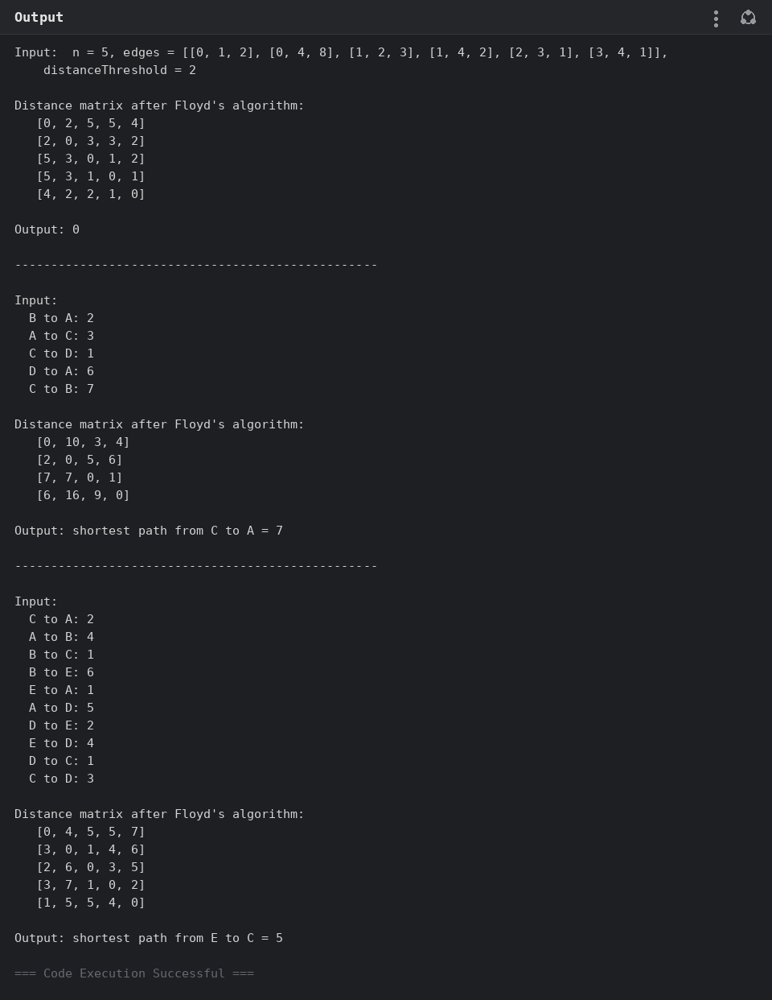 Output
Input:  n = 5, edges = [[0, 1, 2], [0, 4, 8], [1, 2, 3], [1, 4, 2], [2, 3, 1], [3, 4, 1]],
    distanceThreshold = 2
Distance matrix after Floyd's algorithm:
   [0, 2, 5, 5, 4]
   [2, 0, 3, 3, 2]
   [5, 3, 0, 1, 2]
   [5, 3, 1, 0, 1]
   [4, 2, 2, 1, 0]
Output: 0
--------------------------------------------------
Input:
  B to A: 2
  A to C: 3
  C to D: 1
  D to A: 6
  C to B: 7
Distance matrix after Floyd's algorithm:
   [0, 10, 3, 4]
   [2, 0, 5, 6]
   [7, 7, 0, 1]
   [6, 16, 9, 0]
Output: shortest path from C to A = 7
--------------------------------------------------
Input:
  C to A: 2
  A to B: 4
  B to C: 1
  B to E: 6
  E to A: 1
  A to D: 5
  D to E: 2
  E to D: 4
  D to C: 1
  C to D: 3
Distance matrix after Floyd's algorithm:
   [0, 4, 5, 5, 7]
   [3, 0, 1, 4, 6]
   [2, 6, 0, 3, 5]
   [3, 7, 1, 0, 2]
   [1, 5, 5, 4, 0]
Output: shortest path from E to C = 5
=== Code Execution Successful ===